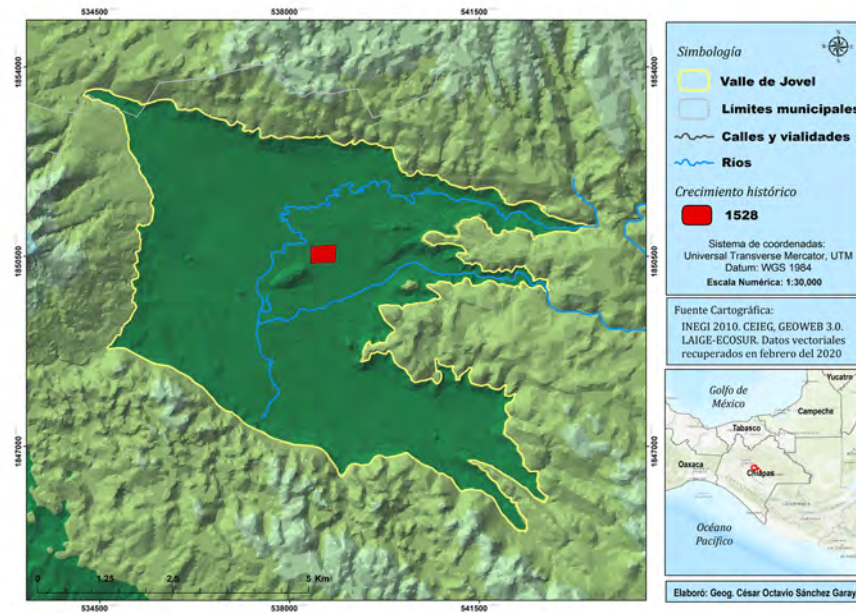 534500 538000 541500
1854000 1854000
1850500 1850500
1847000 1847000
0 1.25 2.5 5 Km
534500 538000 541500
Simbología
Valle de Jovel
Límites municipales
Calles y vialidades
Ríos
Crecimiento histórico
1528
Sistema de coordenadas:
Universal Transverse Mercator, UTM
Datum: WGS 1984
Escala Numérica: 1:30,000
Fuente Cartográfica:
INEGI 2010. CEIEG, GEOWEB 3.0.
LAIGE-ECOSUR. Datos vectoriales
recuperados en febrero del 2020
Golfo de
México
Yucata
Campeche
Tabasco
Oaxaca
Chiapas
Océano
Pacífico
Elaboró: Geog. César Octavio Sánchez Garay